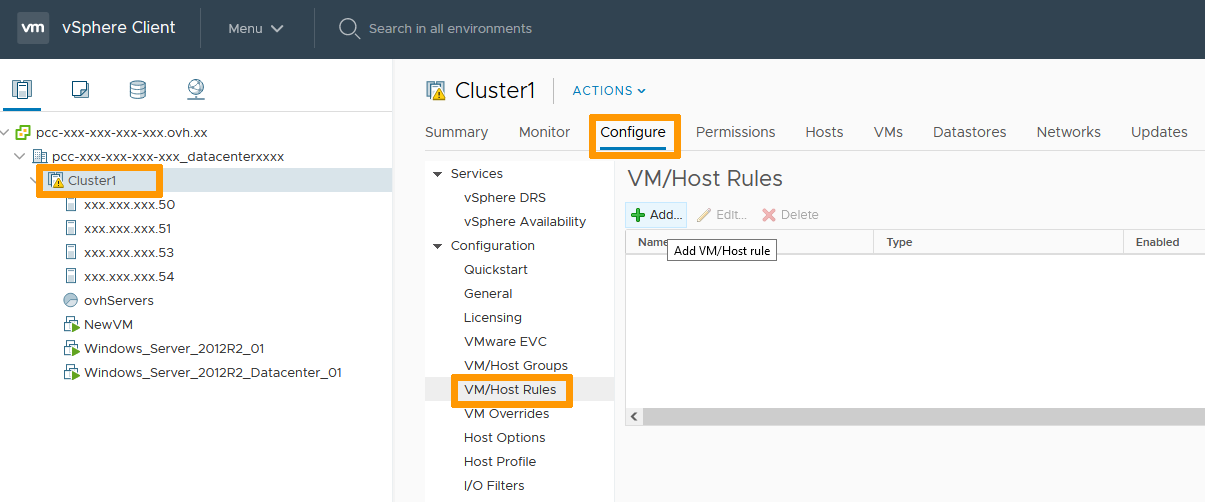 vm vSphere Client Menu Search in all environments
pcc-xxx-xxx-xxx-xxx.ovh.xx
pcc-xxx-xxx-xxx-xxx_datacenterxxxx
Cluster1
xxx.xxx.xxx.50
xxx.xxx.xxx.51
xxx.xxx.xxx.53
xxx.xxx.xxx.54
ovhServers
NewVM
Windows_Server_2012R2_01
Windows_Server_2012R2_Datacenter_01
Cluster1 ACTIONS
Summary Monitor Configure Permissions Hosts VMs Datastores Networks Updates
Services
vSphere DRS
vSphere Availability
Configuration
Quickstart
General
Licensing
VMware EVC
VM/Host Groups
VM/Host Rules
VM Overrides
Host Options
Host Profile
I/O Filters
VM/Host Rules
Add... Edit... Delete
Name Type Enabled
Add VM/Host rule